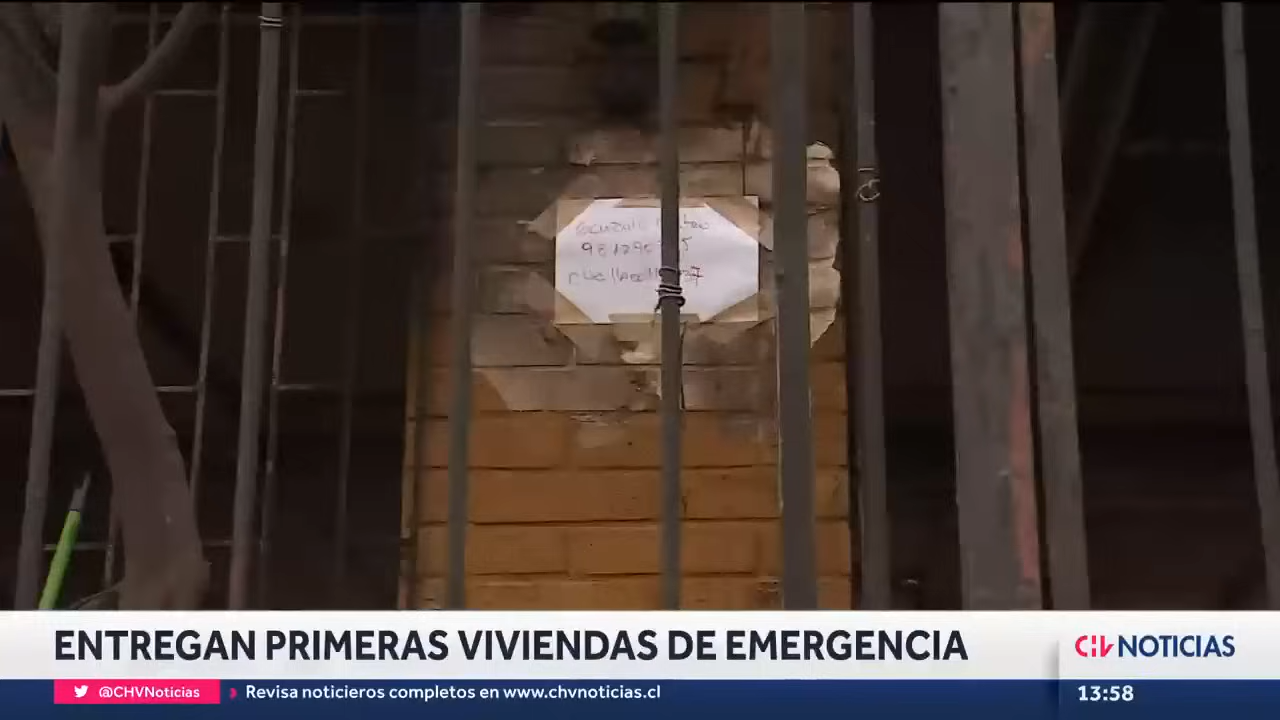 ENTREGAN PRIMERAS VIVIENDAS DE EMERGENCIA
CHV NOTICIAS
@CHVNoticias
Revisa noticieros completos en www.chvnoticias.cl
13:58